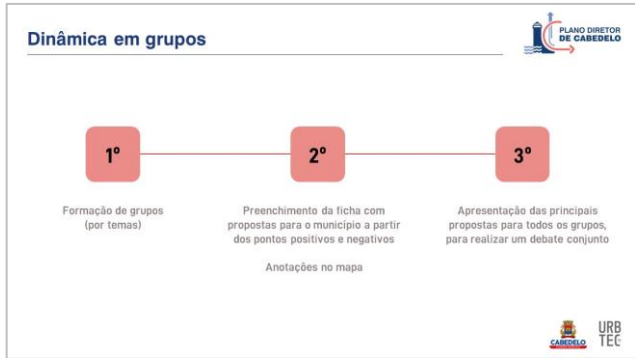 Dinâmica em grupos
PLANO DIRETOR
DE CABEDELO
1º
2º
3º
Formação de grupos
(por temas)
Preenchimento da ficha com
propostas para o município a partir
dos pontos positivos e negativos
Anotações no mapa
Apresentação das principais
propostas para todos os grupos,
para realizar um debate conjunto
CABEDELO
URB
TEC